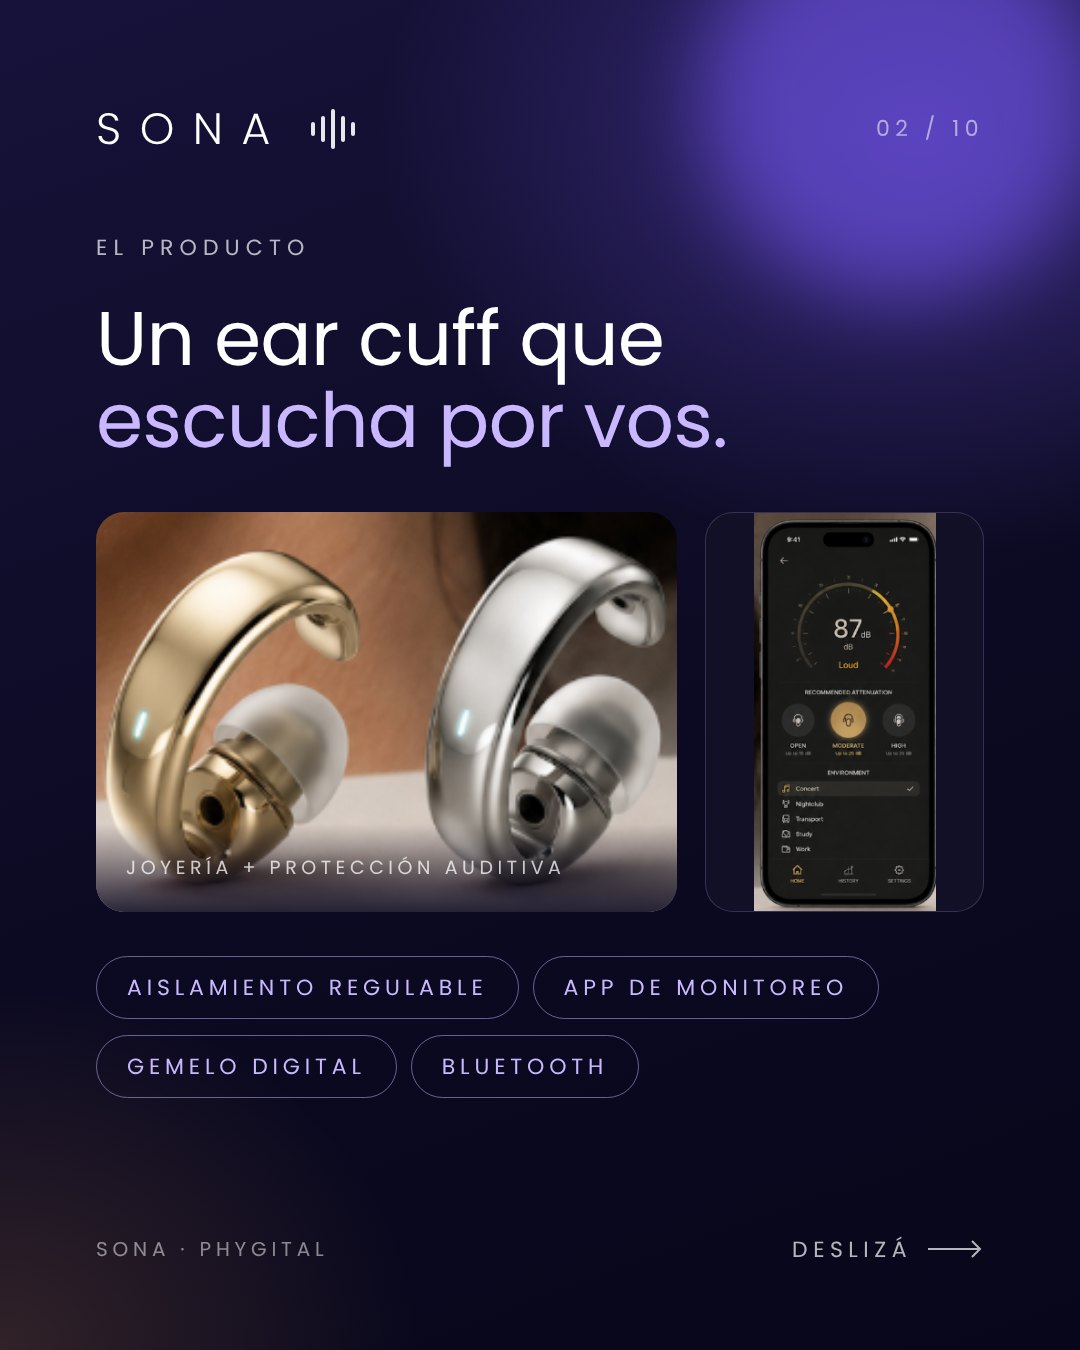 SONA
02 / 10
EL PRODUCTO
Un ear cuff que
escucha por vos.
JOYERÍA + PROTECCIÓN AUDITIVA
9:41
87 dB
dB
Loud
RECOMMENDED ATTENUATION
OPEN
MODERATE
HIGH
ENVIRONMENT
Concert
Nightclub
Transport
Study
Work
HOME
HISTORY
SETTINGS
AISLAMIENTO REGULABLE
APP DE MONITOREO
GEMELO DIGITAL
BLUETOOTH
SONA · PHYGITAL
DESLIZÁ